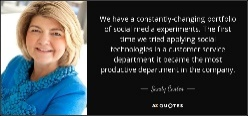 We have a constantly-changing portfolio
of social media experiments. The first
time we tried applying social
technologies in a customer service
department it became the most
productive department in the company.
— Sandy Carter —
AZ QUOTES